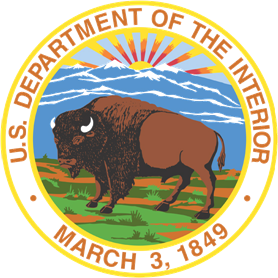 U.S. DEPARTMENT OF THE INTERIOR
MARCH 3, 1849